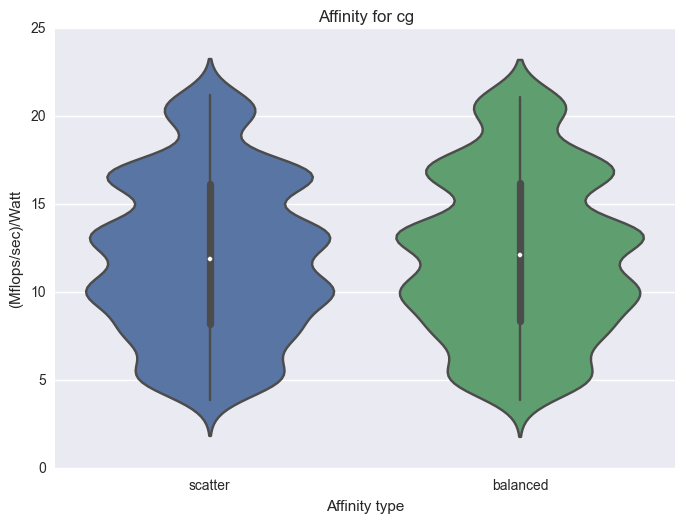 Affinity for cg
25
20
15
10
5
0
(Mflops/sec)/Watt
scatter
balanced
Affinity type